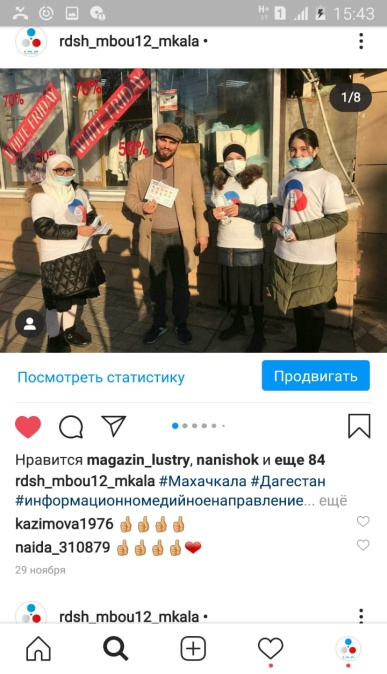 15:43
rdsh_mbou12_mkala •
1/8
70%
WHITE FRIDAY
50%
70%
WHITE FRIDAY
50%
Посмотреть статистику
Продвигать
Нравится magazin_lustry, nanishok и еще 84
rdsh_mbou12_mkala #Махачкала #Дагестан
#информационномедийноенаправление... ещё
kazimova1976 👍👍👍👍
naida_310879 👍👍👍👍❤️
29 ноября
rdsh_mbou12_mkala •